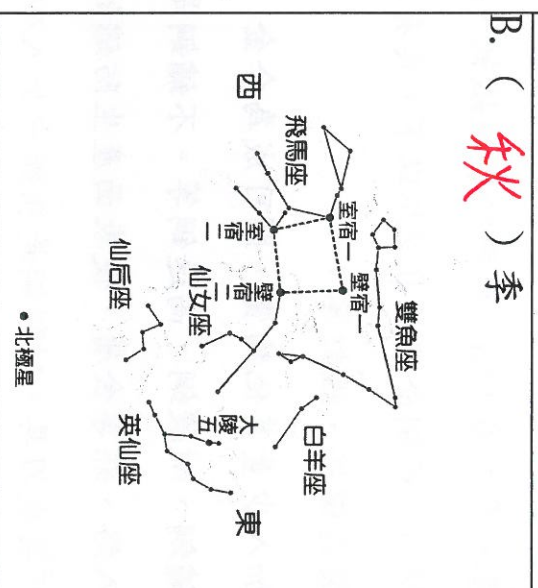 B. ( 秋 ) 季
雙魚座
飛馬座
西
室宿一
壁宿一
室宿二
壁宿二
白羊座
仙女座
仙后座
大陵五
英仙座
東
北極星